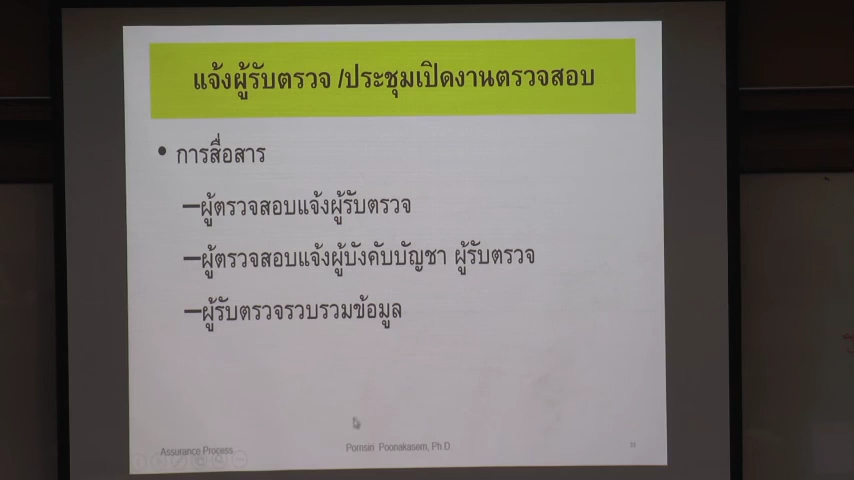 แจ้งผู้รับตรวจ /ประชุมเปิดงานตรวจสอบ
• การสื่อสาร
–ผู้ตรวจสอบแจ้งผู้รับตรวจ
–ผู้ตรวจสอบแจ้งผู้บังคับบัญชา ผู้รับตรวจ
–ผู้รับตรวจรวบรวมข้อมูล
Assurance Process Pornsin Poonakasem, Ph.D.